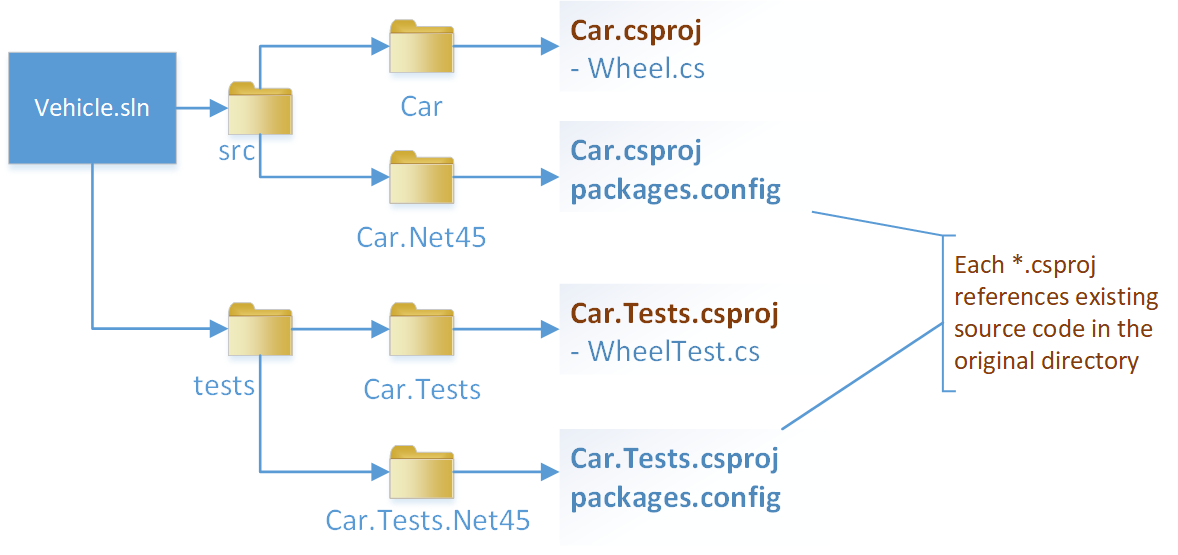 Vehicle.sln
src
Car
Car.csproj
- Wheel.cs
Car.Net45
Car.csproj
packages.config
tests
Car.Tests
Car.Tests.csproj
- WheelTest.cs
Car.Tests.Net45
Car.Tests.csproj
packages.config
Each *.csproj
references existing
source code in the
original directory